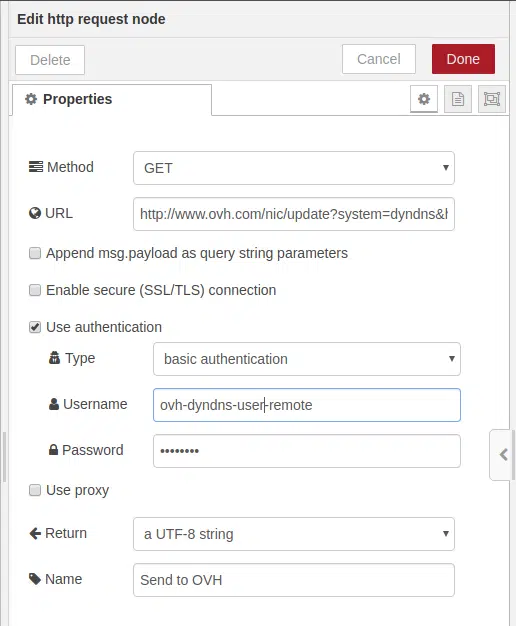 Edit http request node
Delete Cancel Done
Properties
Method GET
URL http://www.ovh.com/nic/update?system=dyndns&h
Append msg.payload as query string parameters
Enable secure (SSL/TLS) connection
Use authentication
Type basic authentication
Username ovh-dyndns-user-remote
Password ••••••••
Use proxy
Return a UTF-8 string
Name Send to OVH